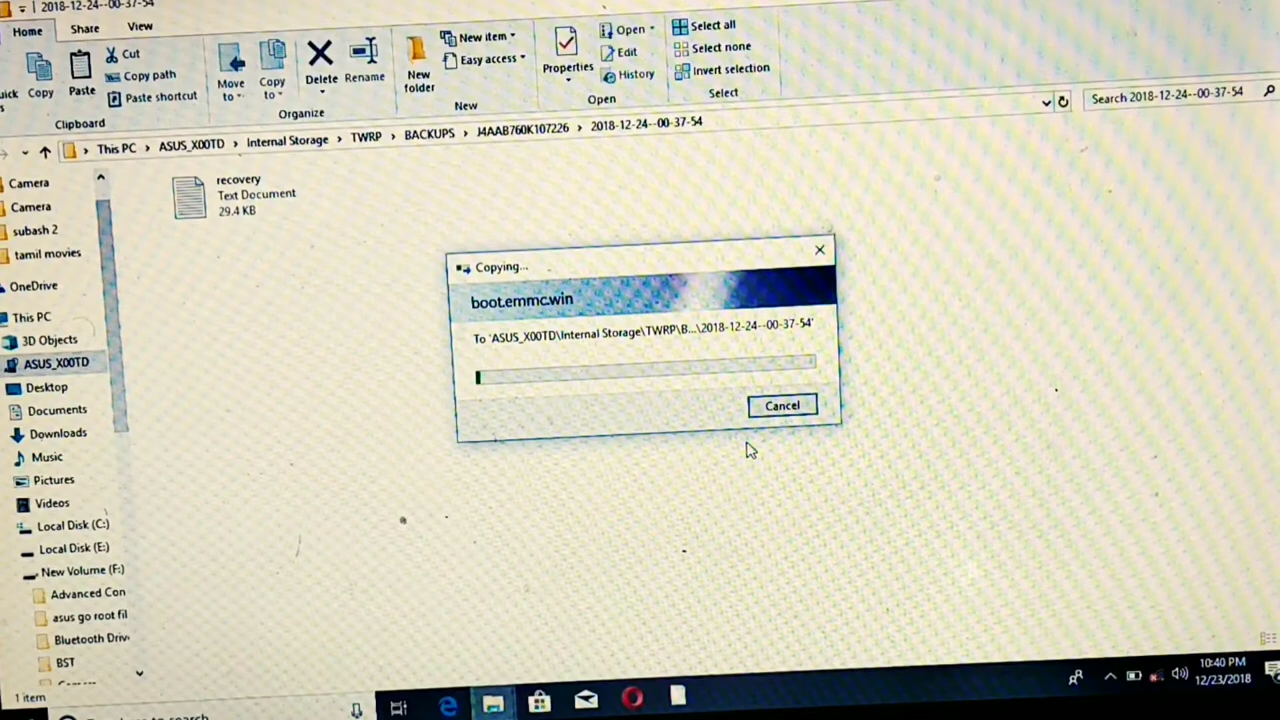 2018-12-24--00-37-54
Home Share View
Copy
Paste
Cut
Copy path
Paste shortcut
Clipboard
Move to
Copy to
Delete
Rename
Organize
New folder
New item
Easy access
New
Properties
Open
Edit
History
Open
Select all
Select none
Invert selection
Select
This PC > ASUS_X00TD > Internal Storage > TWRP > BACKUPS > J4AAB760K107226 > 2018-12-24--00-37-54
Search 2018-12-24--00-37-54
Camera
Camera
subash 2
tamil movies
OneDrive
This PC
3D Objects
ASUS_X00TD
Desktop
Documents
Downloads
Music
Pictures
Videos
Local Disk (C:)
Local Disk (E:)
New Volume (F:)
Advanced Con
asus go root fil
Bluetooth Drive
BST
recovery
Text Document
29.4 KB
Copying...
boot.emmc.win
To 'ASUS_X00TD\Internal Storage\TWRP\B...\2018-12-24--00-37-54'
Cancel
1 item
10:40 PM
12/23/2018